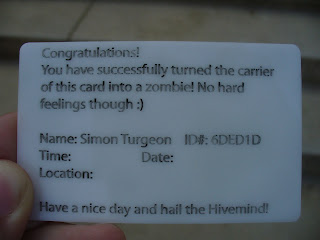 Congratulations!
You have successfully turned the carrier
of this card into a zombie! No hard
feelings though :)
Name: Simon Turgeon ID#: 6DED1D
Time: Date:
Location:
Have a nice day and hail the Hivemind!